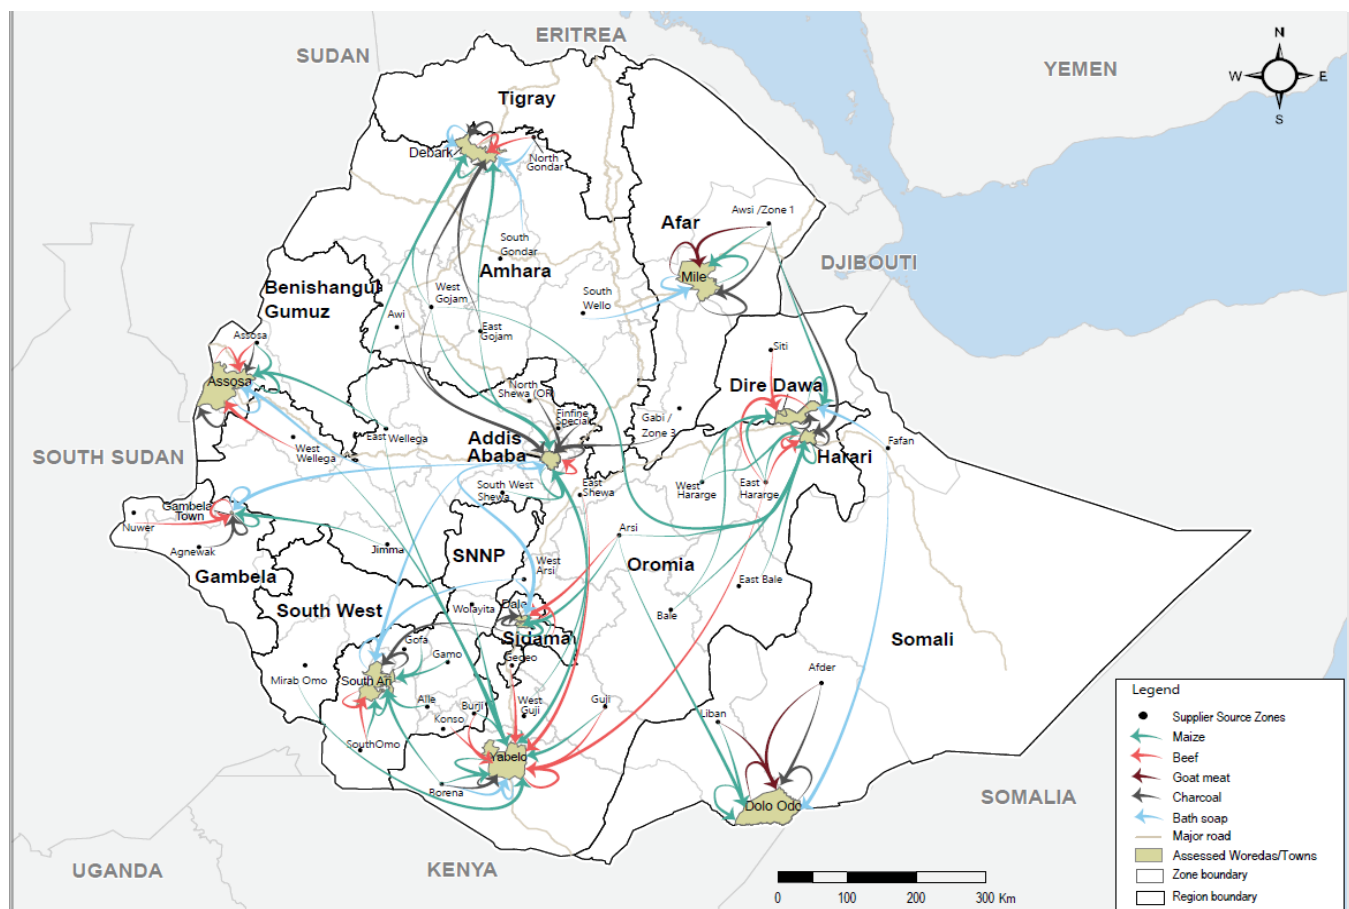 ERITREA
SUDAN
YEMEN
N
W
E
S
Tigray
Debark
North
Gondar
Awsi /Zone 1
Afar
South
Gondar
Amhara
DJIBOUTI
Mile
Benishangul
Gumuz
West
Gojam
South
Wello
Awi
East
Gojam
Assosa
Siti
Assosa
Dire Dawa
North
Shewa (OR)
Finfine
Special
Gabi /
Zone 3
East Wellega
Addis
Ababa
Fafan
West
Wellega
SOUTH SUDAN
Harari
South West
Shewa
East
Shewa
West
Hararge
East
Hararge
Gambela
Town
Nuwer
Arsi
Agnewak
Jimma
SNNP
West
Arsi
Oromia
Gambela
East Bale
South West
Wolayita
Dale
Bale
Sidama
Somali
Gofa
Gamo
Gedeo
Afder
Mirab Omo
South Ari
Alle
Burji
West
Guji
Guji
Konso
Liban
SouthOmo
Yabelo
Borena
Dolo Odo
SOMALIA
UGANDA
KENYA
0 100 200 300 Km
Legend
Supplier Source Zones
Maize
Beef
Goat meat
Charcoal
Bath soap
Major road
Assessed Woredas/Towns
Zone boundary
Region boundary